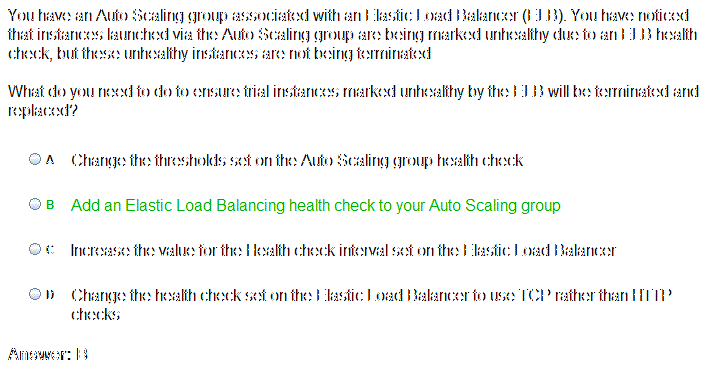 You have an Auto Scaling group associated with an Elastic Load Balancer (ELB). You have noticed
that instances launched via the Auto Scaling group are being marked unhealthy due to an ELB health
check, but these unhealthy instances are not being terminated
What do you need to do to ensure trial instances marked unhealthy by the ELB will be terminated and
replaced?
A Change the thresholds set on the Auto Scaling group health check
B Add an Elastic Load Balancing health check to your Auto Scaling group
C Increase the value for the Health check interval set on the Elastic Load Balancer
D Change the health check set on the Elastic Load Balancer to use TCP rather than HTTP
checks
Answer: B